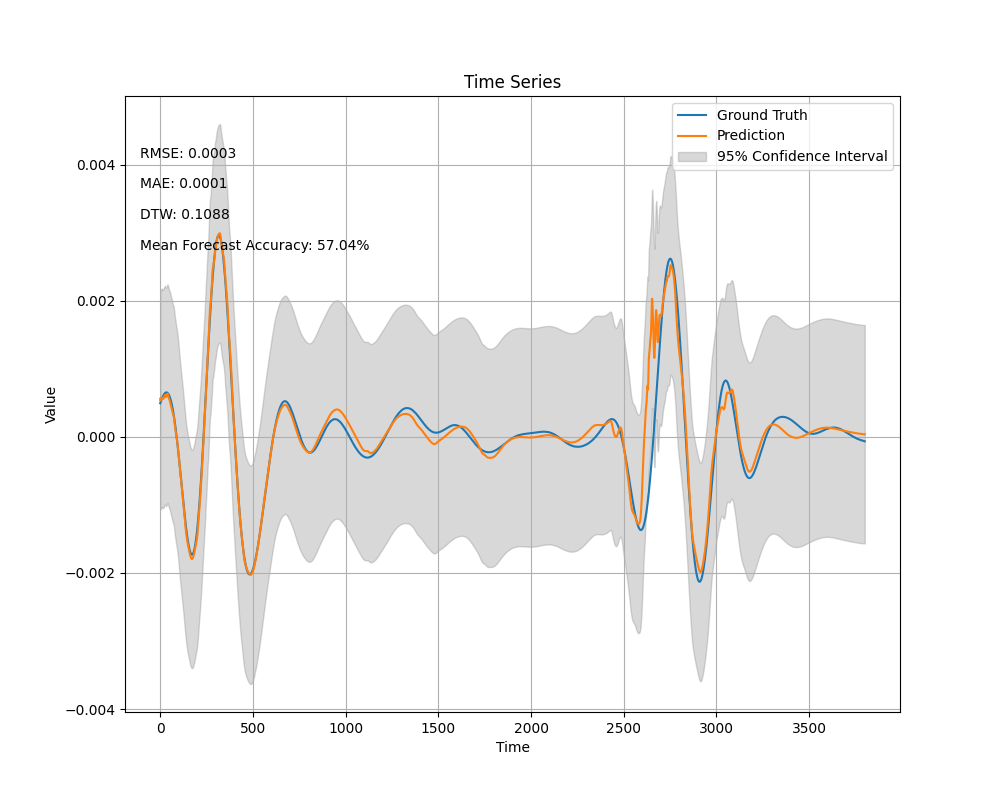 Time Series
Ground Truth
Prediction
95% Confidence Interval
RMSE: 0.0003
MAE: 0.0001
DTW: 0.1088
Mean Forecast Accuracy: 57.04%
0.004
0.002
0.000
−0.002
−0.004
Value
0 500 1000 1500 2000 2500 3000 3500
Time